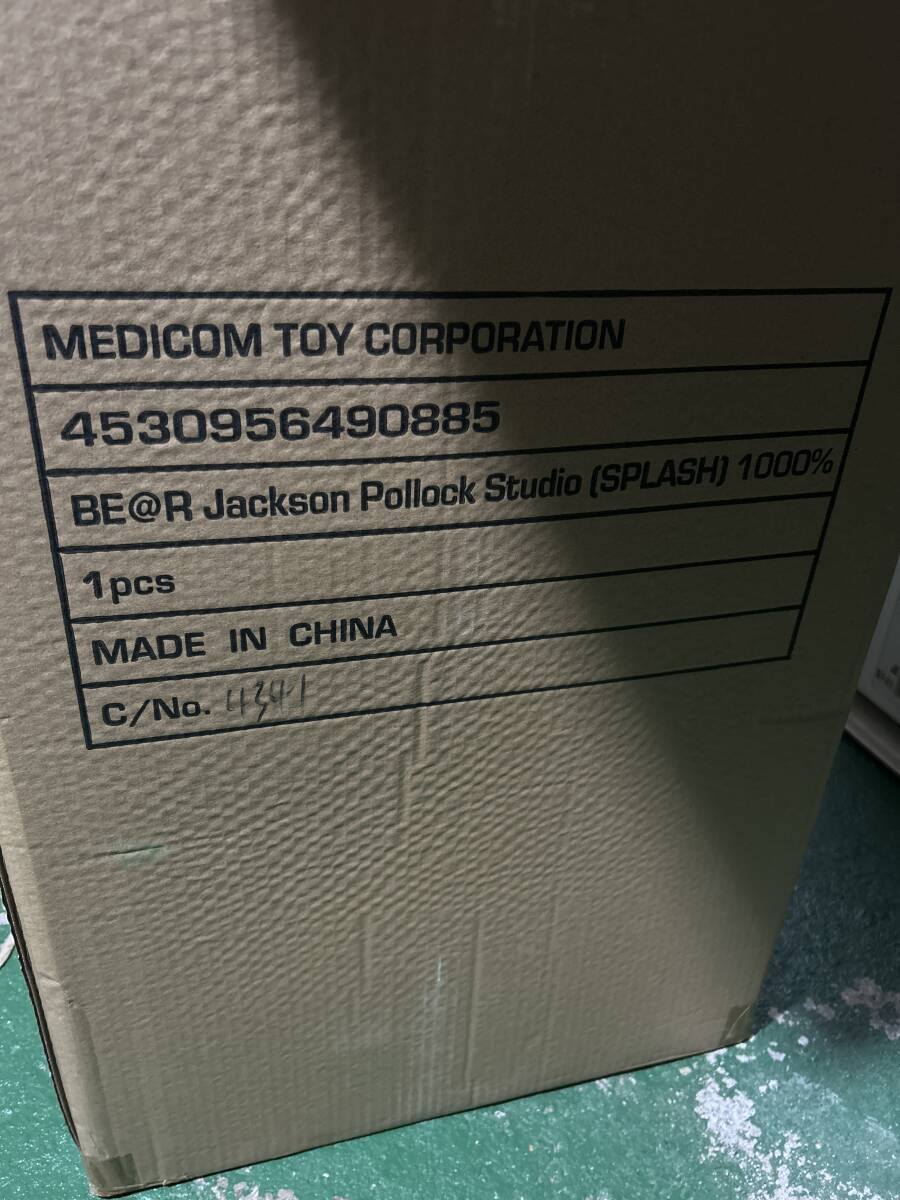 MEDICOM TOY CORPORATION
4530956490885
BE@R Jackson Pollock Studio (SPLASH) 1000%
1pcs
MADE IN CHINA
C/No. 4341